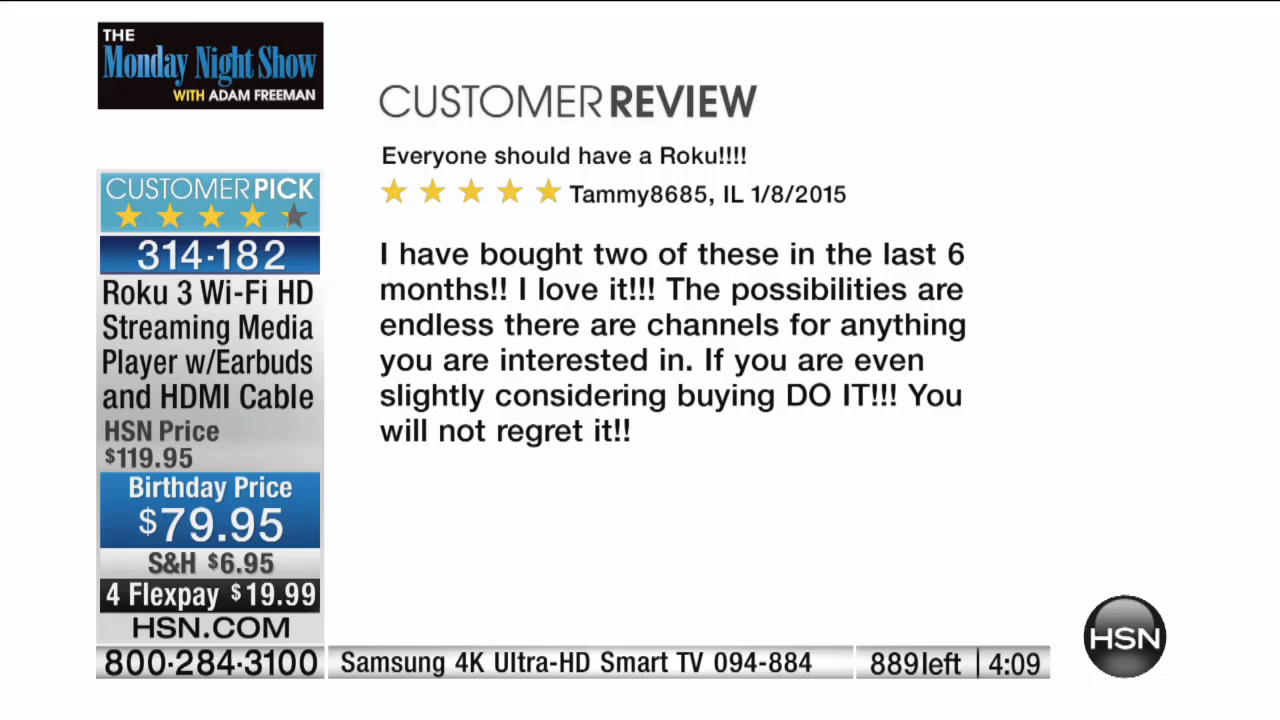 THE
Monday Night Show
WITH ADAM FREEMAN
CUSTOMER PICK
314·182
Roku 3 Wi-Fi HD
Streaming Media
Player w/Earbuds
and HDMI Cable
HSN Price
$119.95
Birthday Price
$79.95
S&H $6.95
4 Flexpay $19.99
HSN.COM
800·284·3100
CUSTOMER REVIEW
Everyone should have a Roku!!!!
Tammy8685, IL 1/8/2015
I have bought two of these in the last 6
months!! I love it!!! The possibilities are
endless there are channels for anything
you are interested in. If you are even
slightly considering buying DO IT!!! You
will not regret it!!
Samsung 4K Ultra-HD Smart TV 094-884
889left | 4:09
HSN